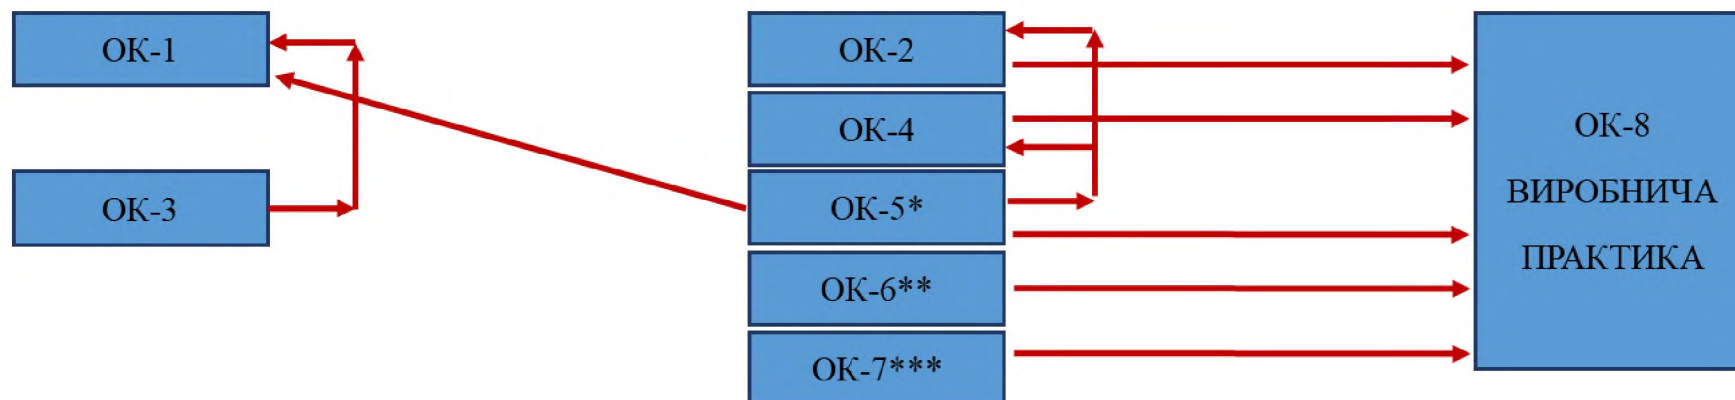 ОК-1
ОК-3
ОК-2
ОК-4
ОК-5*
ОК-6**
ОК-7***
ОК-8
ВИРОБНИЧА
ПРАКТИКА